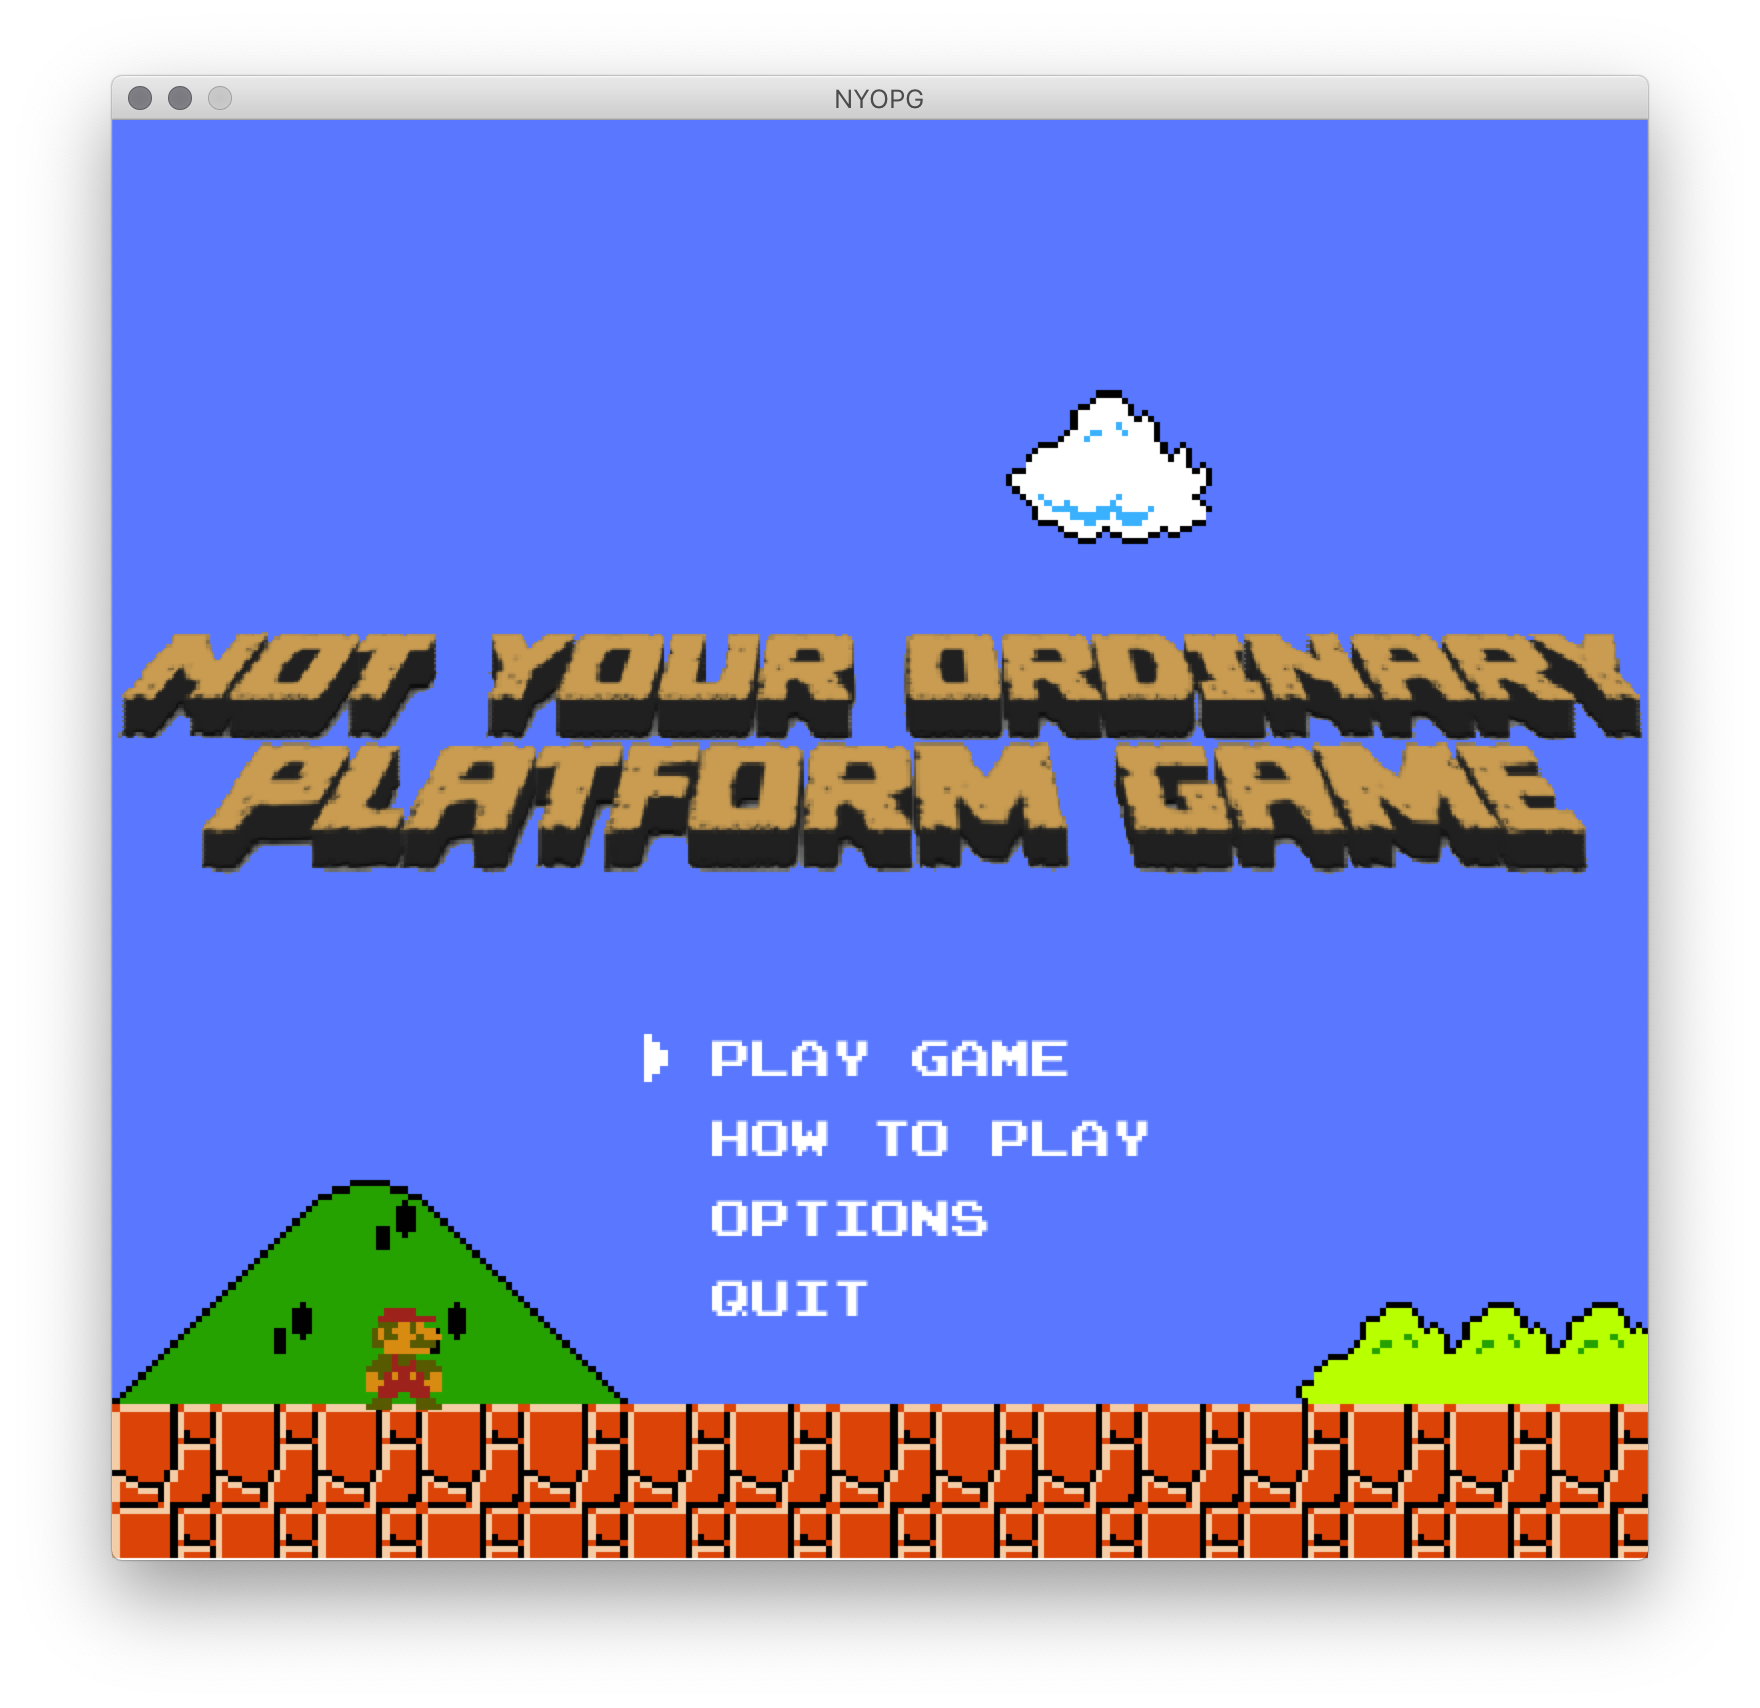 NYOPG
NOT YOUR ORDINARY
PLATFORM GAME
PLAY GAME
HOW TO PLAY
OPTIONS
QUIT